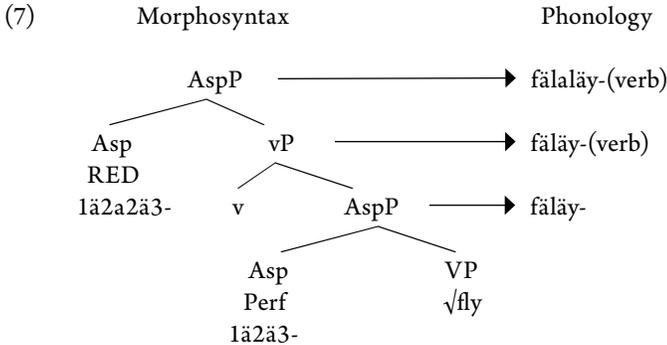 (7) Morphosyntax Phonology
AspP fälaläy-(verb)
Asp vP fäläy-(verb)
RED
1ä2a2ä3- v AspP fäläy-
Asp VP
Perf √fly
1ä2ä3-